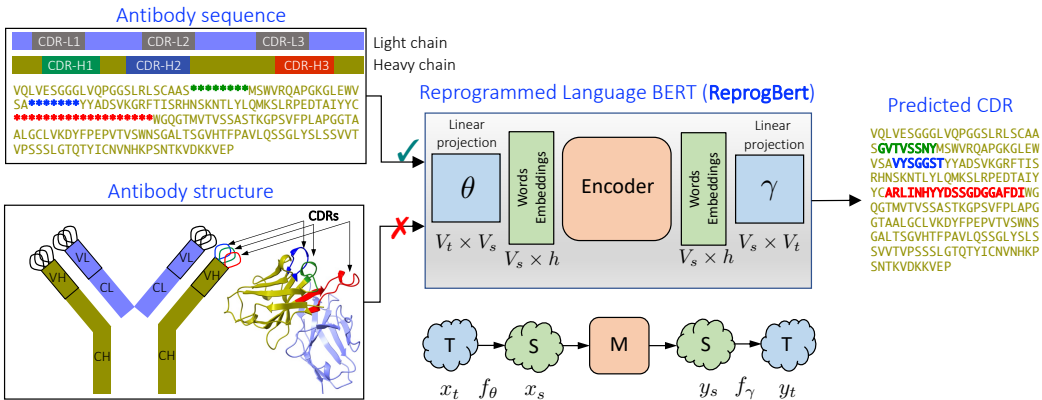 Antibody sequence
CDR-L1 CDR-L2 CDR-L3 Light chain
CDR-H1 CDR-H2 CDR-H3 Heavy chain
VQLVESGGGLVQPGGSLRLSCAAS********MSWVRQAPGKGLEWV
SA*******YYADSVKGRFTISRHNSKNTLYLQMKSLRPEDTAIYYC
********************WGQGTMVTVSSASTKGPSVFPLAPGGTA
ALGCLVKDYFPEPVTVSWNSGALTSGVHTFPAVLQSSGLYSLSSVVT
VPSSSLGTQTYICNVNHKPSNTKVDKKVEP
Antibody structure
CDRs
VL VL
VH VH
CL CL
CH CH
Reprogrammed Language BERT (ReprogBert)
Linear projection
θ
V_t × V_s
Words Embeddings
V_s × h
Encoder
Words Embeddings
V_s × h
Linear projection
γ
V_s × V_t
T S M S T
x_t f_θ x_s y_s f_γ y_t
Predicted CDR
VQLVESGGGLVQPGGSLRLSCAA
SGVTVSSNYMSWVRQAPGKGLEW
VSAVYSGGSTYYADSVKGRFTIS
RHNSKNTLYLQMKSLRPEDTAIY
YCARLINHYYDSSGDGGAFDIWG
QGTMVTVSSASTKGPSVFPLAPG
GTAALGCLVKDYFPEPVTVSWNS
GALTSGVHTFPAVLQSSGLYSLS
SVVTVPSSSLGTQTYICNVNHKP
SNTKVDKKVEP